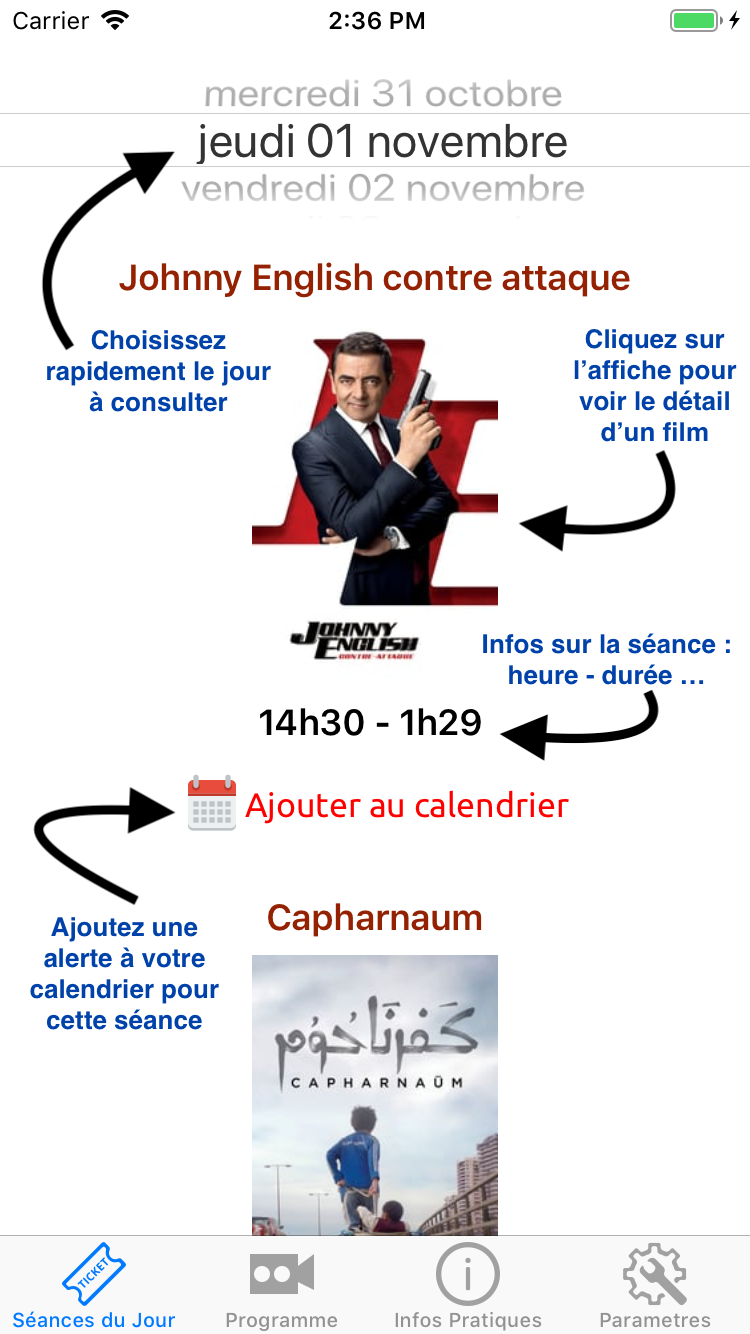 Carrier 2:36 PM
mercredi 31 octobre
jeudi 01 novembre
vendredi 02 novembre
Johnny English contre attaque
Choisissez
rapidement le jour
à consulter
Cliquez sur
l’affiche pour
voir le détail
d’un film
JOHNNY
ENGLISH
CONTRE-ATTAQUE
Infos sur la séance :
heure - durée ...
14h30 - 1h29
Ajouter au calendrier
Ajoutez une
alerte à votre
calendrier pour
cette séance
Capharnaum
كَفَرنَاحُوم
CAPHARNAÜM
TICKET
Séances du Jour Programme Infos Pratiques Parametres